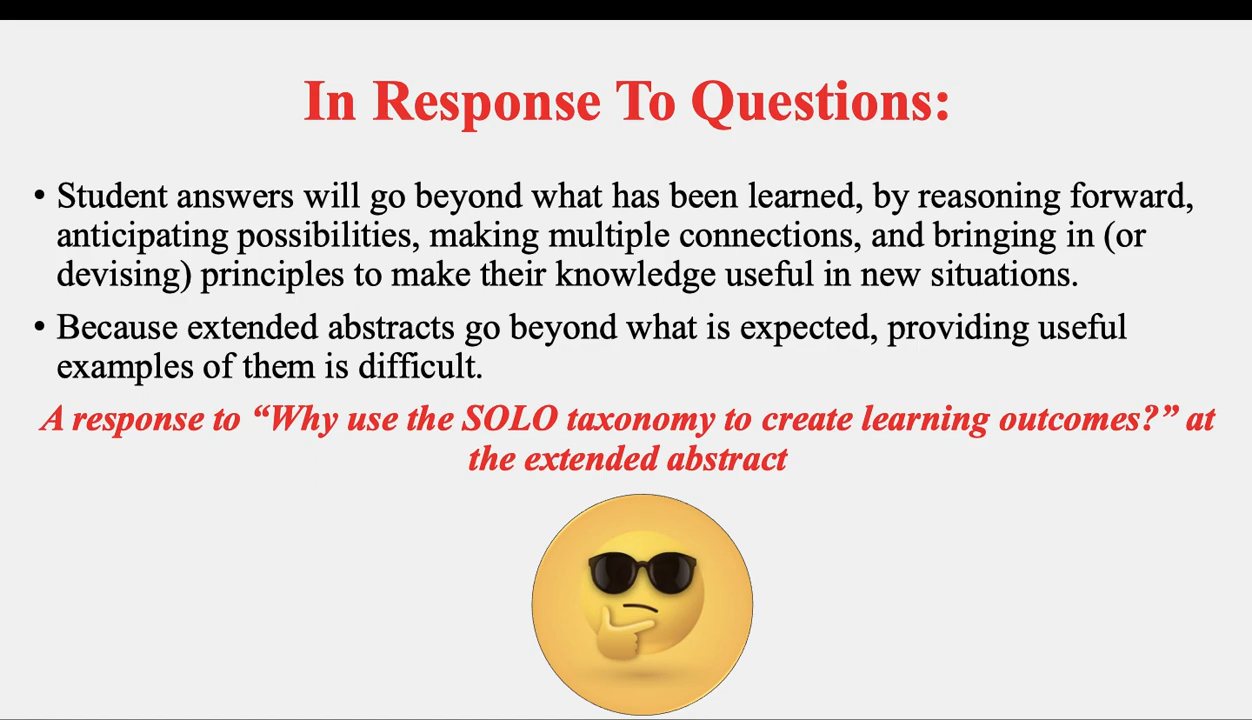 In Response To Questions:
• Student answers will go beyond what has been learned, by reasoning forward,
anticipating possibilities, making multiple connections, and bringing in (or
devising) principles to make their knowledge useful in new situations.
• Because extended abstracts go beyond what is expected, providing useful
examples of them is difficult.
A response to “Why use the SOLO taxonomy to create learning outcomes?” at
the extended abstract